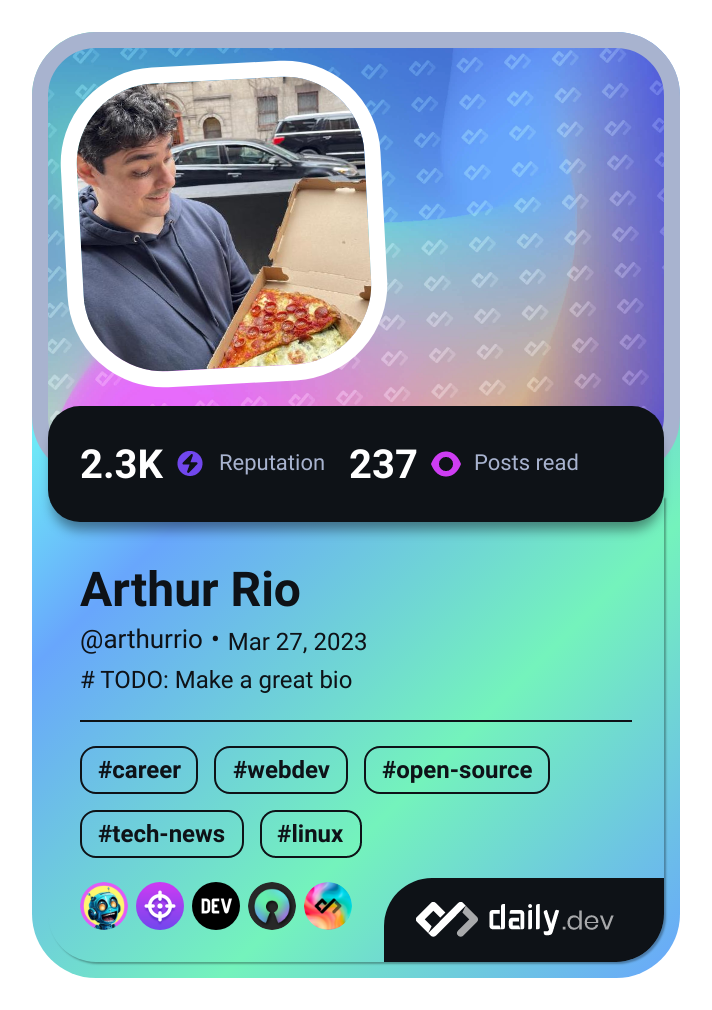 2.3K Reputation 237 Posts read
Arthur Rio
@arthurrio • Mar 27, 2023
# TODO: Make a great bio
#career #webdev #open-source
#tech-news #linux
DEV
daily.dev